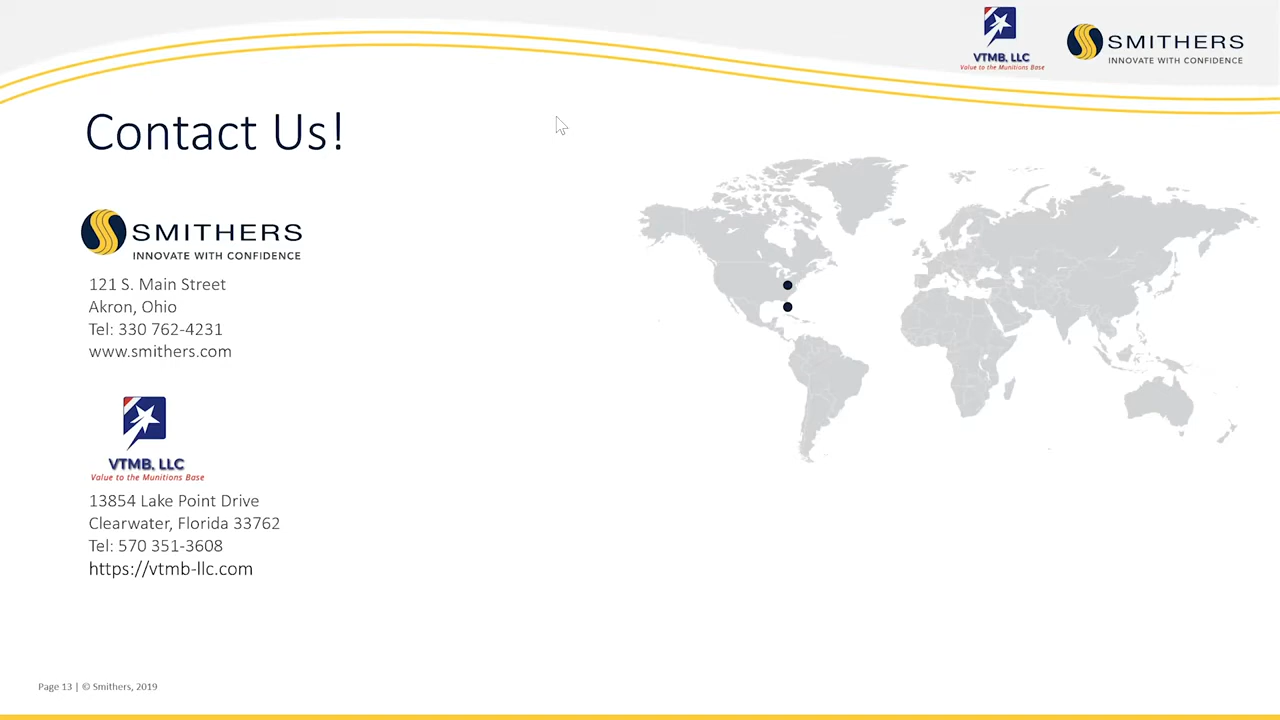 VTMB, LLC
Value to the Munitions Base
SMITHERS
INNOVATE WITH CONFIDENCE
Contact Us!
SMITHERS
INNOVATE WITH CONFIDENCE
121 S. Main Street
Akron, Ohio
Tel: 330 762-4231
www.smithers.com
VTMB, LLC
Value to the Munitions Base
13854 Lake Point Drive
Clearwater, Florida 33762
Tel: 570 351-3608
https://vtmb-llc.com
Page 13 | © Smithers, 2019